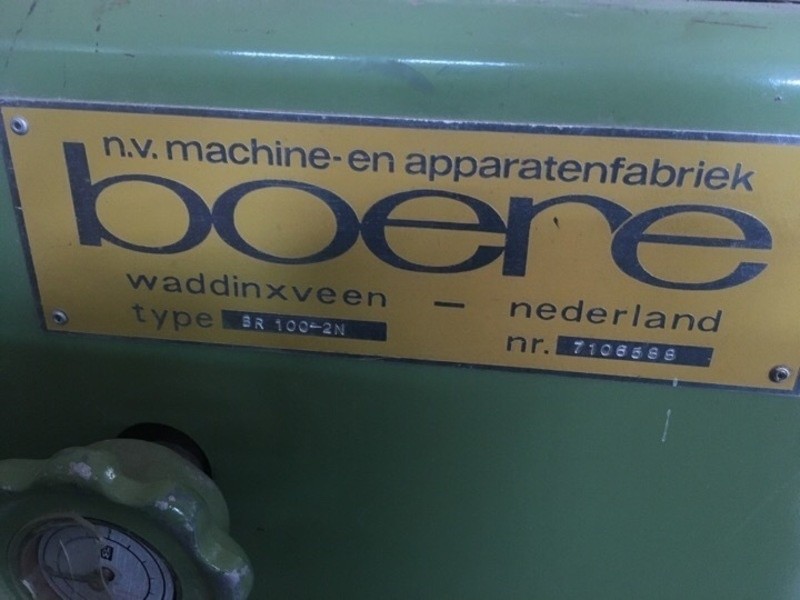 n.v. machine- en apparatenfabriek
boere
waddinxveen – nederland
type BR 100-2N
nr. 7106588